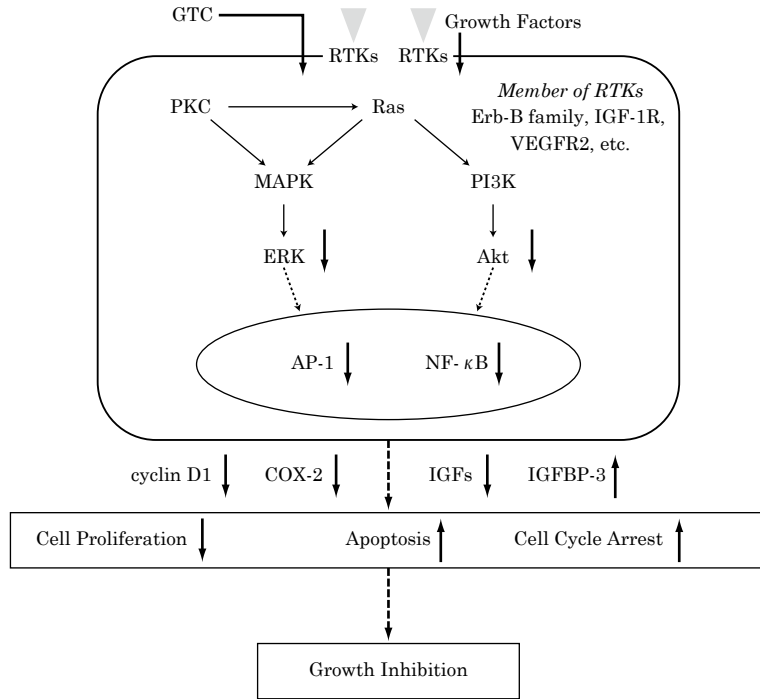 GTC
Growth Factors
RTKs RTKs
Member of RTKs
Erb-B family, IGF-1R,
VEGFR2, etc.
PKC Ras
MAPK PI3K
ERK Akt
AP-1 NF-κB
cyclin D1 COX-2 IGFs IGFBP-3
Cell Proliferation Apoptosis Cell Cycle Arrest
Growth Inhibition